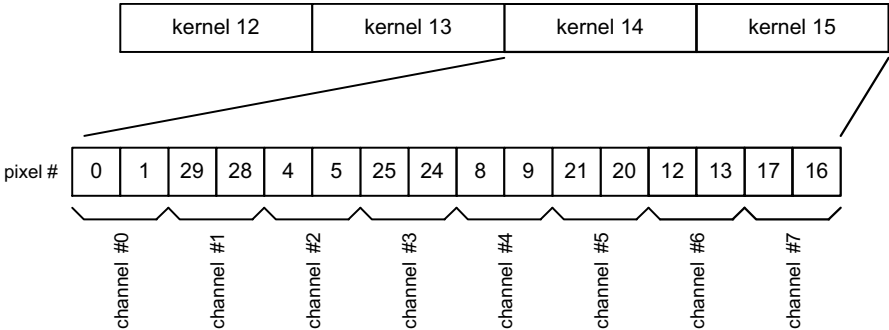 kernel 12 kernel 13 kernel 14 kernel 15
pixel # 0 1 29 28 4 5 25 24 8 9 21 20 12 13 17 16
channel #0 channel #1 channel #2 channel #3 channel #4 channel #5 channel #6 channel #7